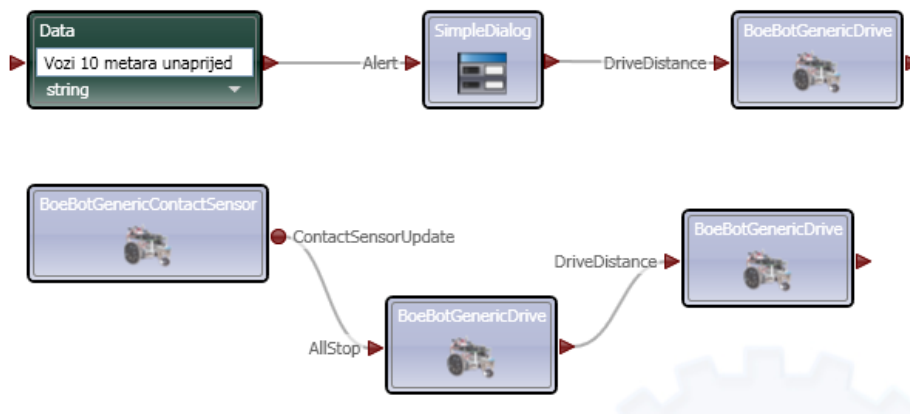 Data
Vozi 10 metara unaprijed
string
Alert
SimpleDialog
DriveDistance
BoeBotGenericDrive
BoeBotGenericContactSensor
ContactSensorUpdate
AllStop
BoeBotGenericDrive
DriveDistance
BoeBotGenericDrive